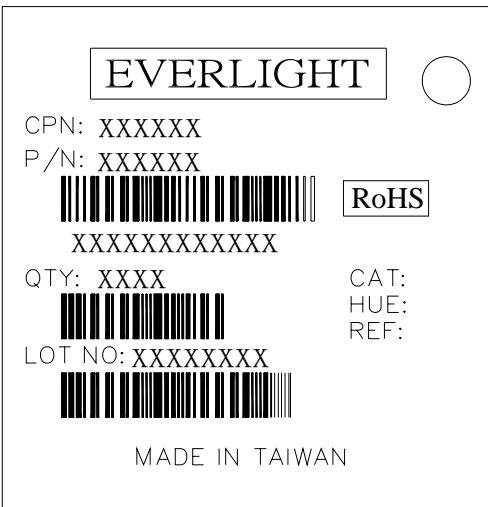 EVERLIGHT
CPN: XXXXXX
P/N: XXXXXX
RoHS
XXXXXXXXXXXX
QTY: XXXX
CAT:
HUE:
REF:
LOT NO: XXXXXXXX
MADE IN TAIWAN